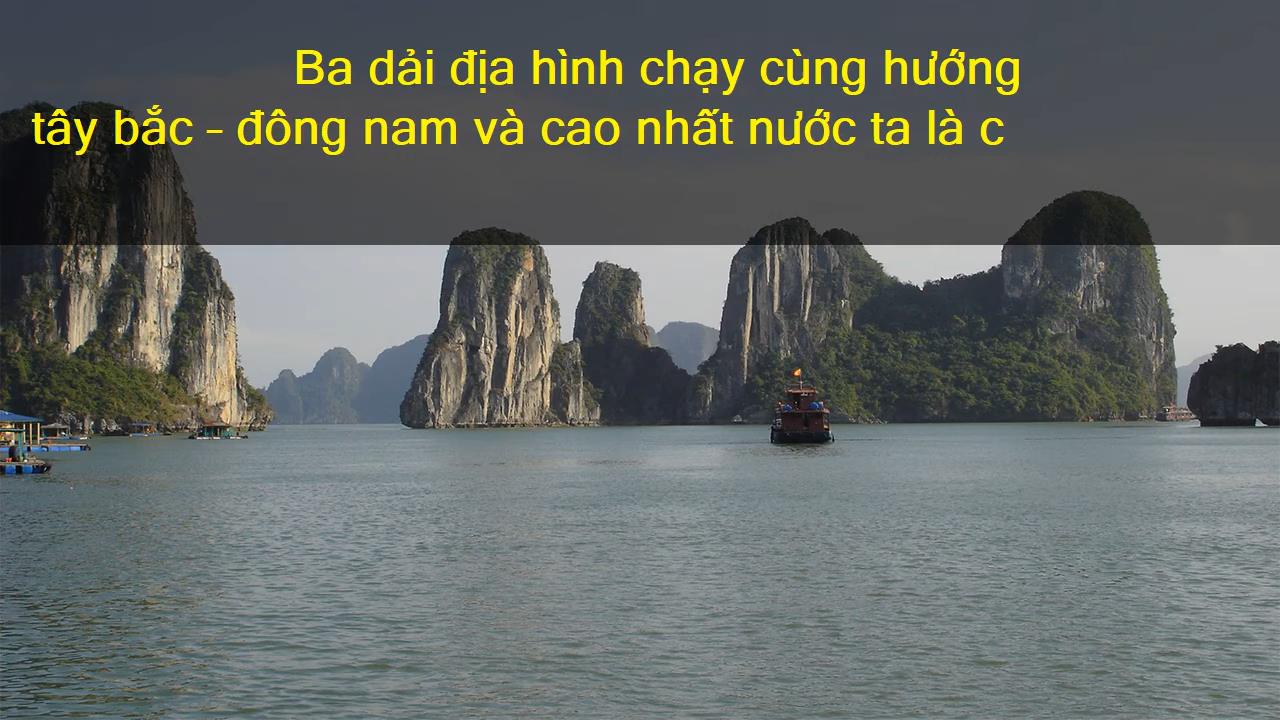 Ba dải địa hình chạy cùng hướng
tây bắc – đông nam và cao nhất nước ta là c